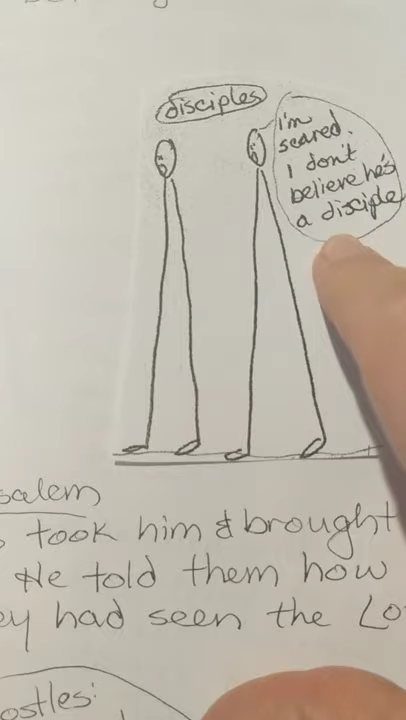 disciples
I'm
scared.
I don't
believe he's
a disciple
salem
took him & brought
He told them how
ey had seen the Lo
ostles: